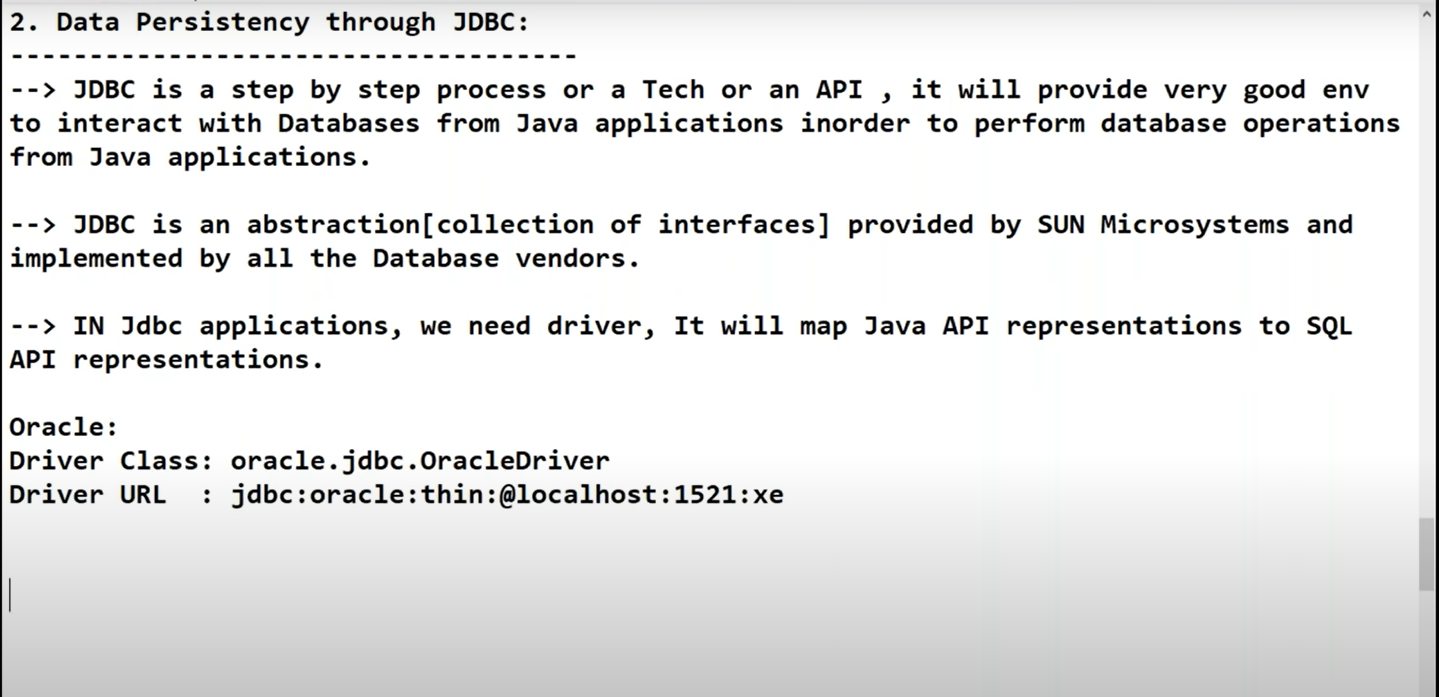 2. Data Persistency through JDBC:
------------------------------------
--> JDBC is a step by step process or a Tech or an API , it will provide very good env
to interact with Databases from Java applications inorder to perform database operations
from Java applications.
--> JDBC is an abstraction[collection of interfaces] provided by SUN Microsystems and
implemented by all the Database vendors.
--> IN Jdbc applications, we need driver, It will map Java API representations to SQL
API representations.
Oracle:
Driver Class: oracle.jdbc.OracleDriver
Driver URL  : jdbc:oracle:thin:@localhost:1521:xe